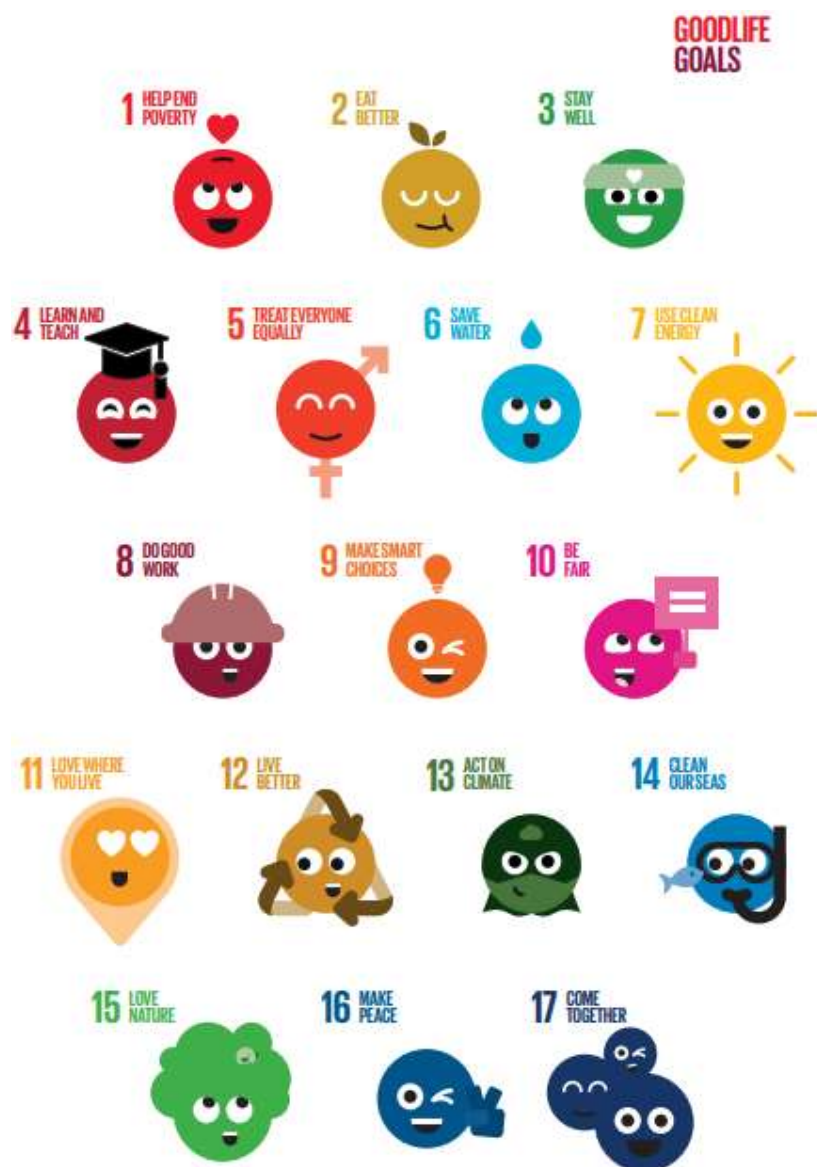 GOODLIFE
GOALS
1 HELP END
POVERTY
2 EAT
BETTER
3 STAY
WELL
4 LEARN AND
TEACH
5 TREAT EVERYONE
EQUALLY
6 SAVE
WATER
7 USE CLEAN
ENERGY
8 DO GOOD
WORK
9 MAKE SMART
CHOICES
10 BE
FAIR
11 LOVE WHERE
YOU LIVE
12 LIVE
BETTER
13 ACT ON
CLIMATE
14 CLEAN
OUR SEAS
15 LOVE
NATURE
16 MAKE
PEACE
17 COME
TOGETHER